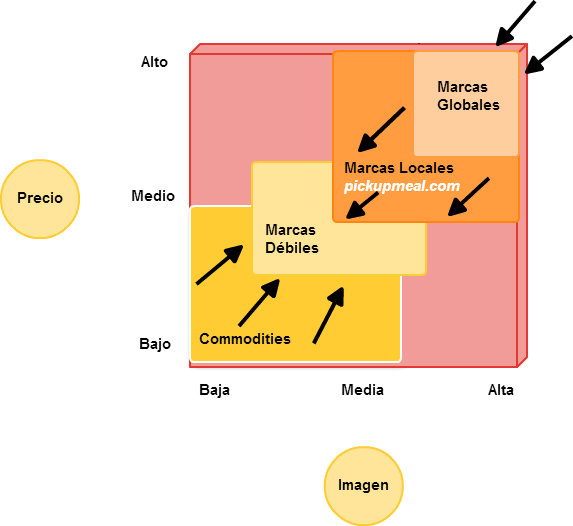 Alto
Marcas
Globales
Marcas Locales
pickupmeal.com
Precio
Medio
Marcas
Débiles
Commodities
Bajo
Baja
Media
Alta
Imagen